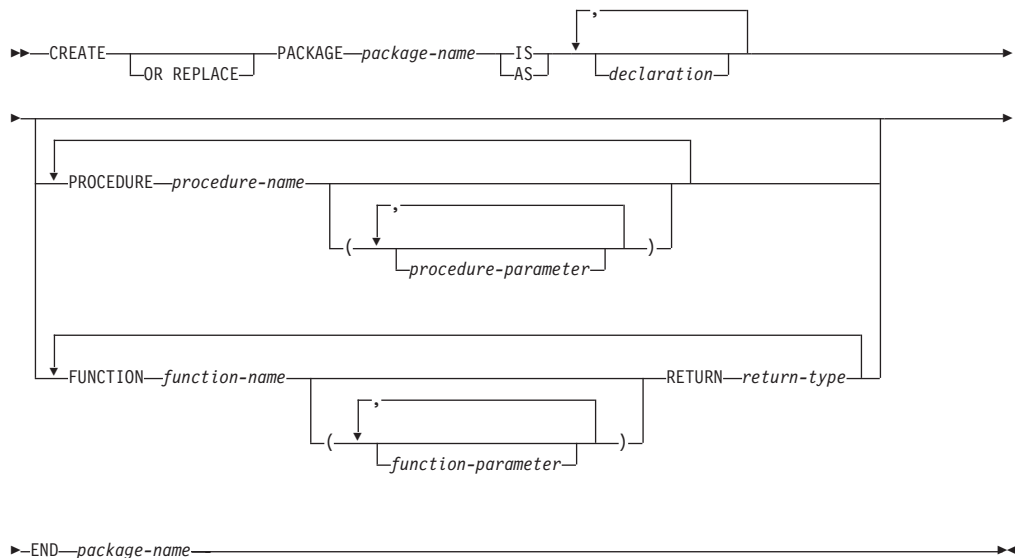 ,
CREATE OR REPLACE PACKAGE package-name IS AS declaration
PROCEDURE procedure-name
,
( procedure-parameter )
FUNCTION function-name RETURN return-type
,
( function-parameter )
END package-name